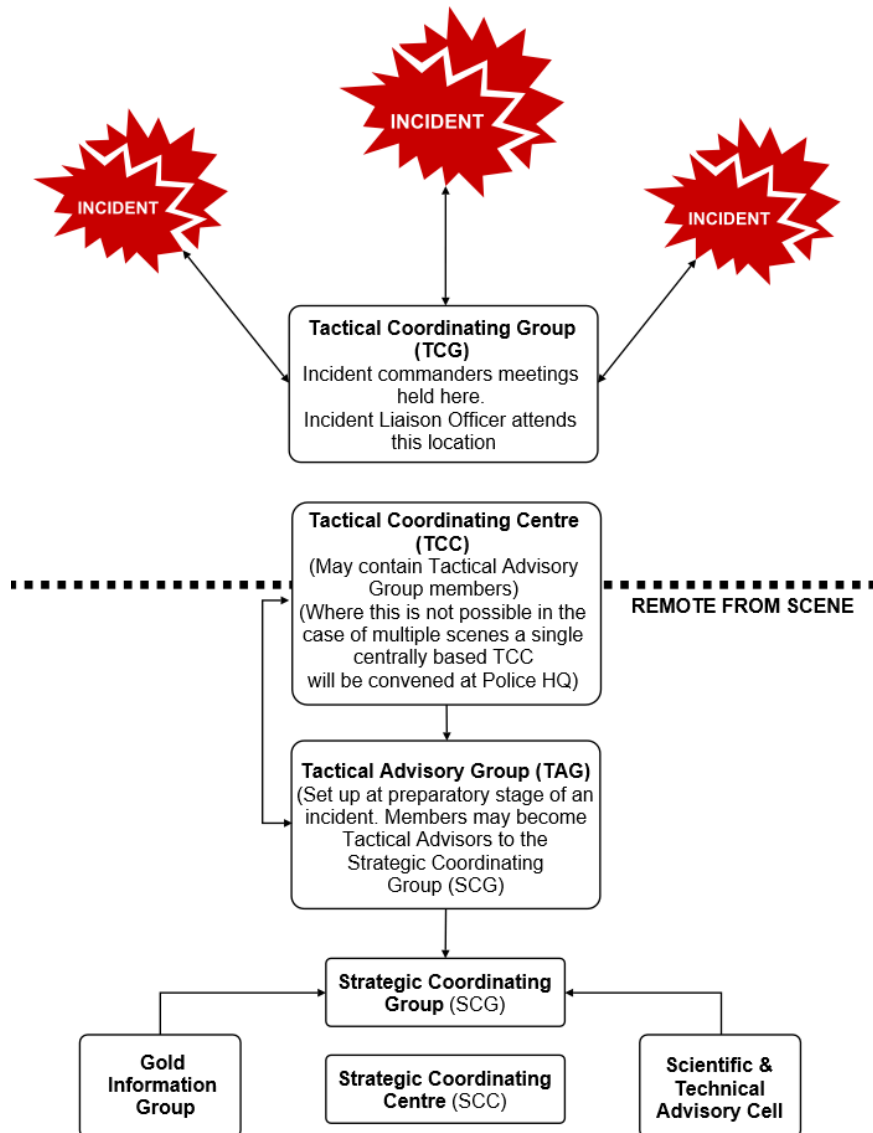 INCIDENT
INCIDENT
INCIDENT
Tactical Coordinating Group
(TCG)
Incident commanders meetings
held here.
Incident Liaison Officer attends
this location
Tactical Coordinating Centre
(TCC)
(May contain Tactical Advisory
Group members)
(Where this is not possible in the
case of multiple scenes a single
centrally based TCC
will be convened at Police HQ)
REMOTE FROM SCENE
Tactical Advisory Group (TAG)
(Set up at preparatory stage of an
incident. Members may become
Tactical Advisors to the
Strategic Coordinating
Group (SCG)
Strategic Coordinating
Group (SCG)
Gold
Information
Group
Strategic Coordinating
Centre (SCC)
Scientific &
Technical
Advisory Cell